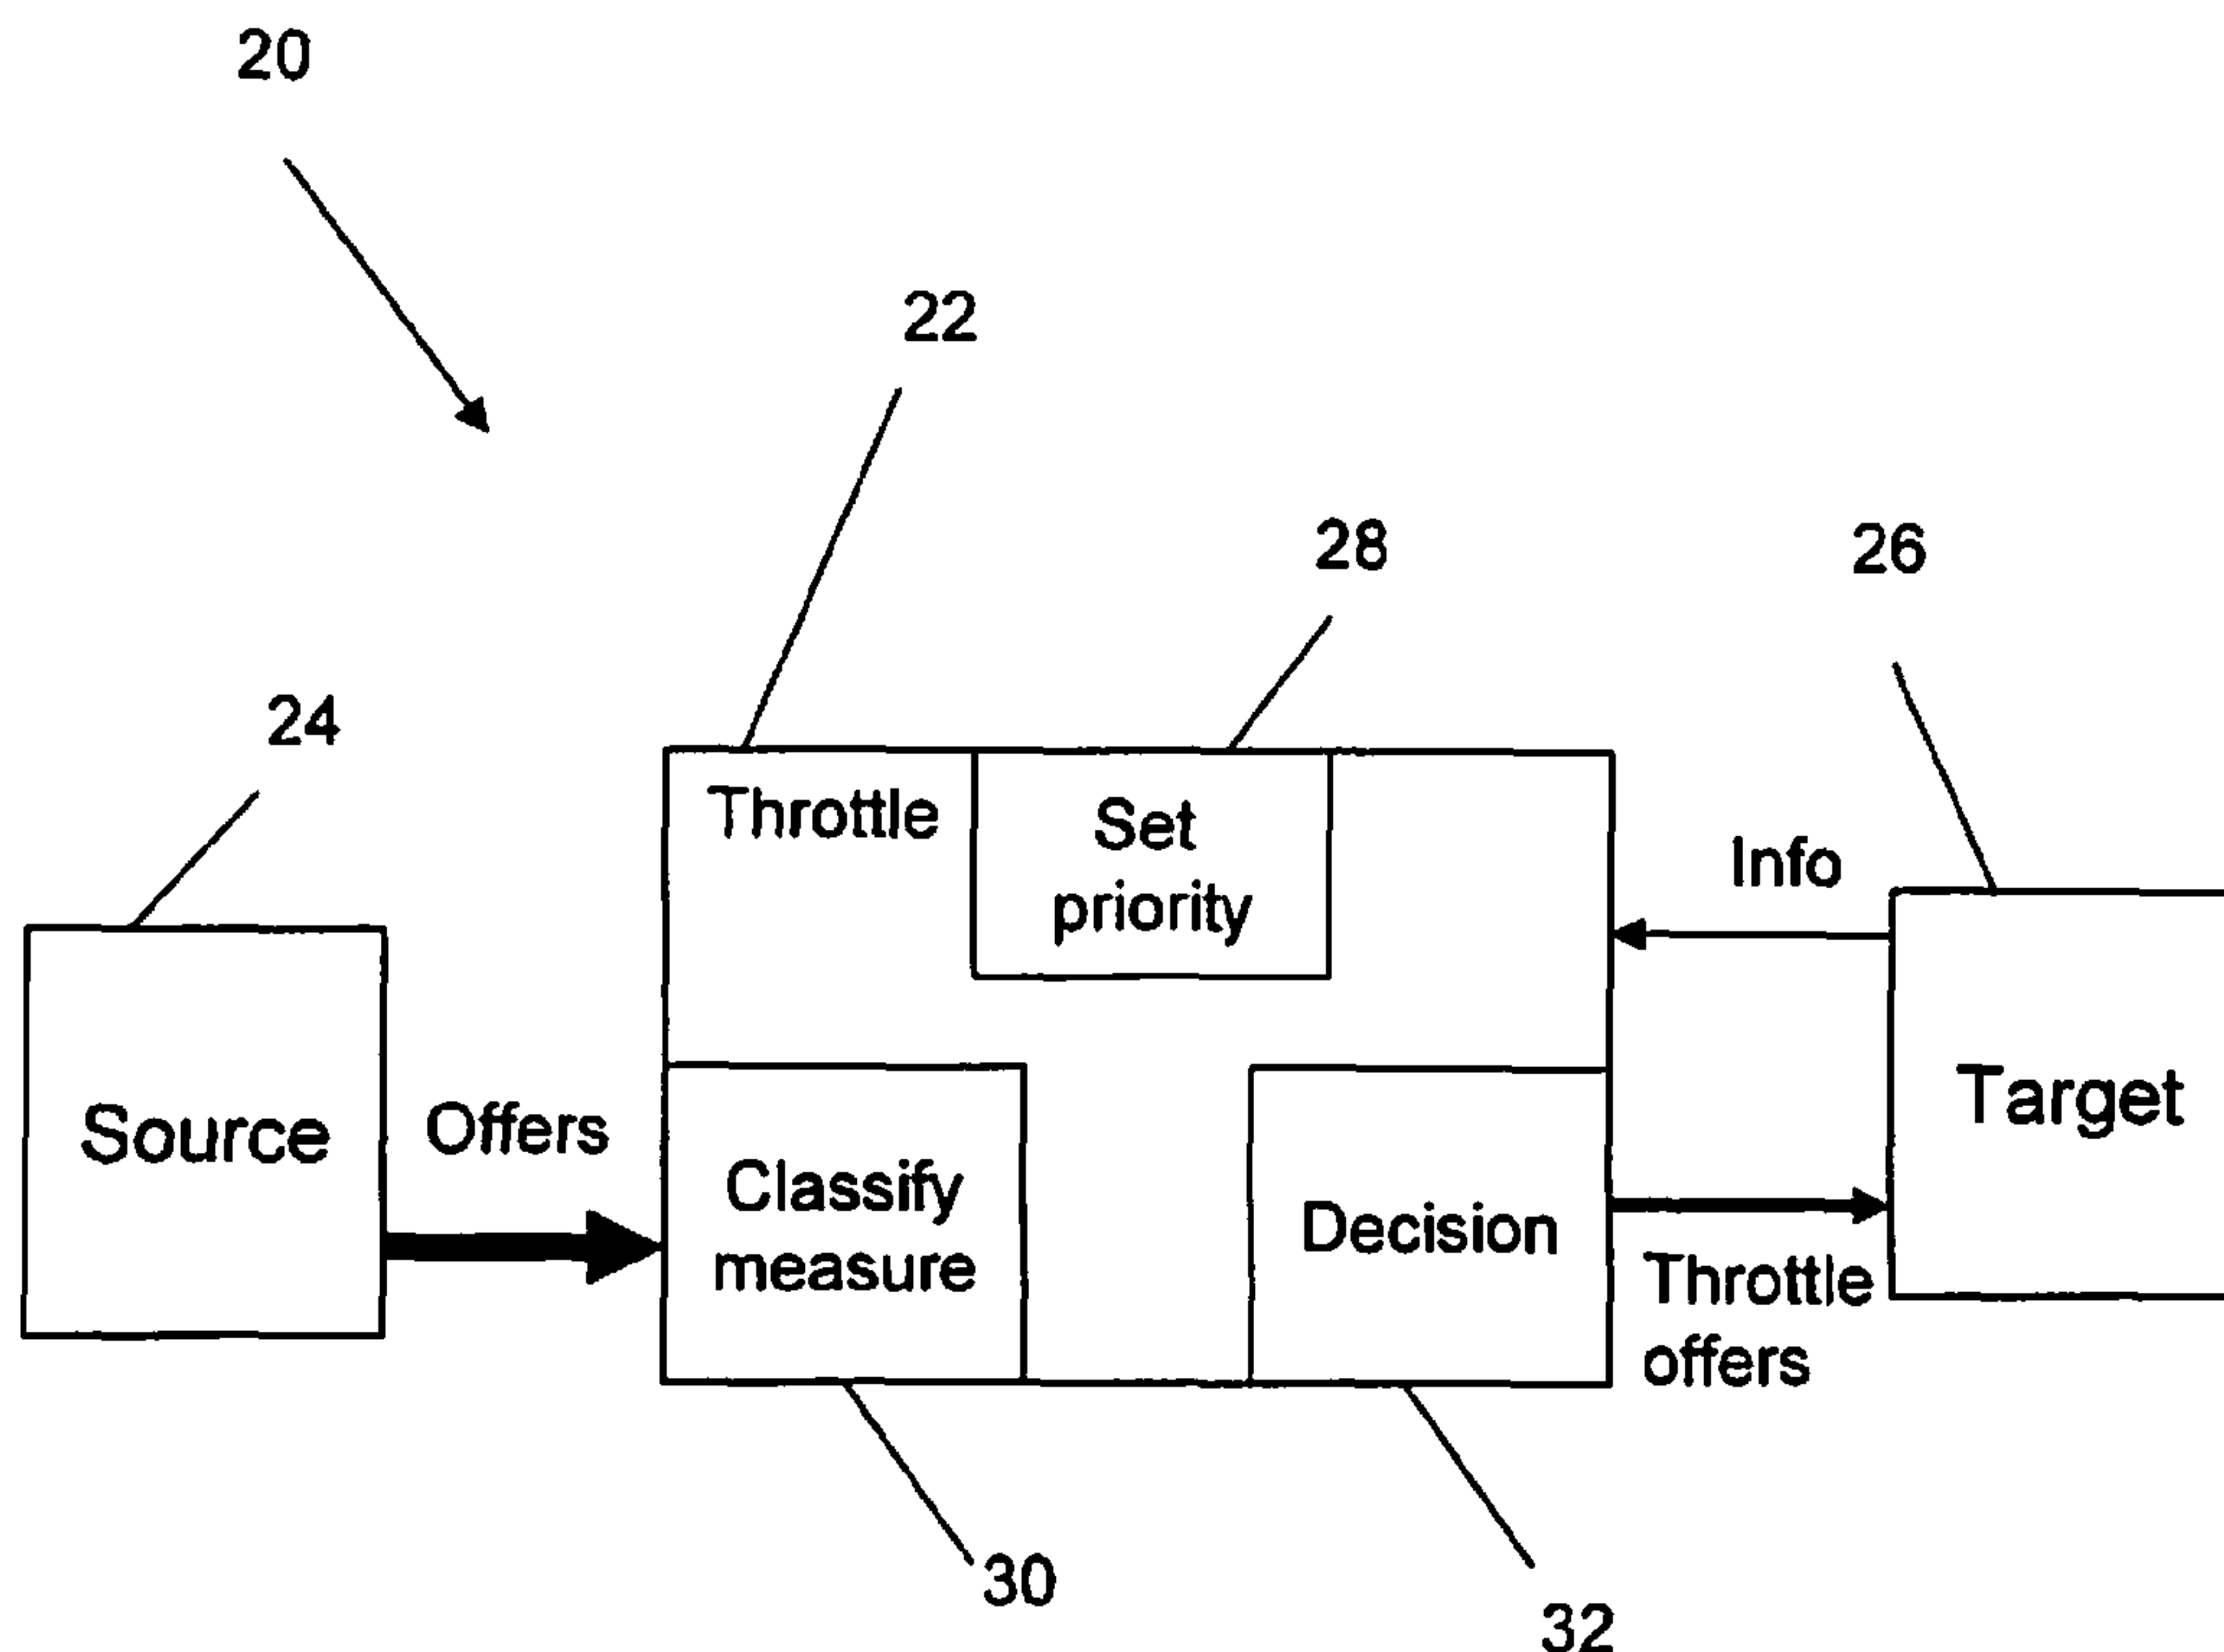 20
22
28
26
24
Throttle
Set
priority
Info
Source
Offers
Classify
measure
Decision
Target
Throttle
offers
30
32